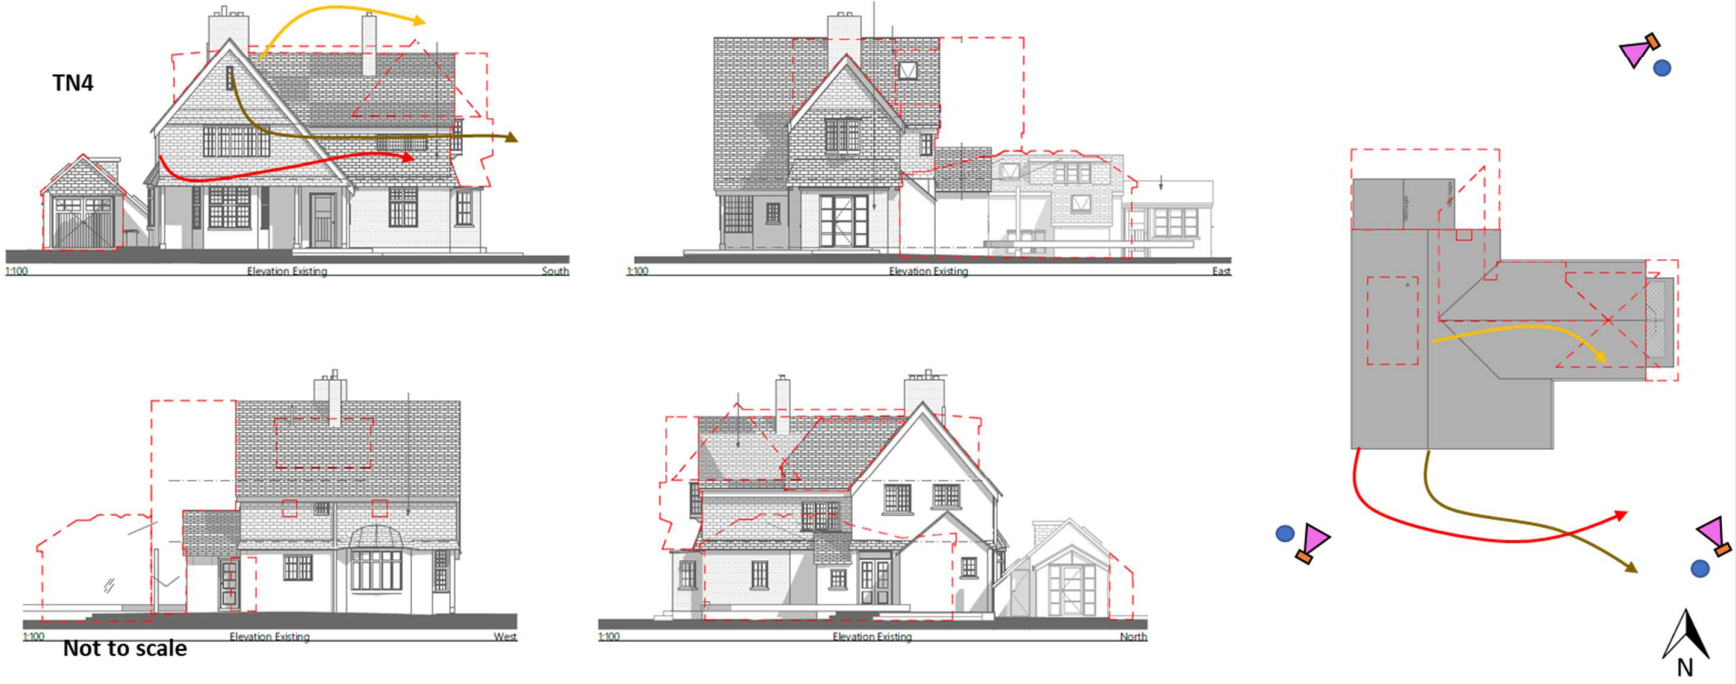 TN4
1:100 Elevation Existing South
1:100 Elevation Existing East
1:100 Elevation Existing West
Not to scale
1:100 Elevation Existing North
N